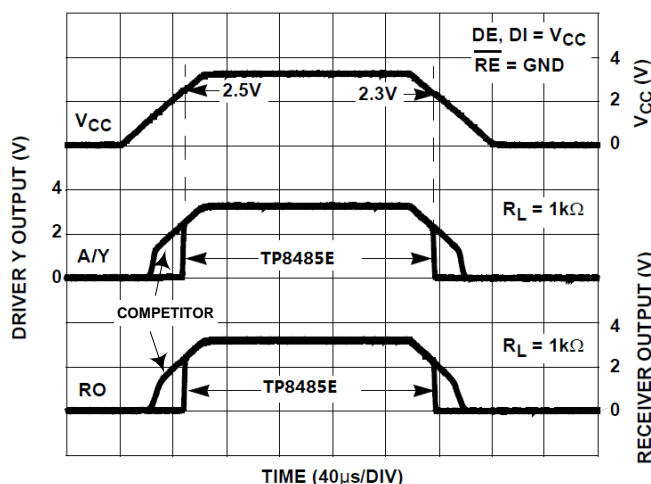 DE, DI = VCC
RE = GND
4
2.5V
2.3V
2
VCC
0
VCC (V)
DRIVER Y OUTPUT (V)
4
RL = 1kΩ
2
A/Y
TP8485E
0
COMPETITOR
4
RL = 1kΩ
2
TP8485E
RO
0
RECEIVER OUTPUT (V)
TIME (40µs/DIV)